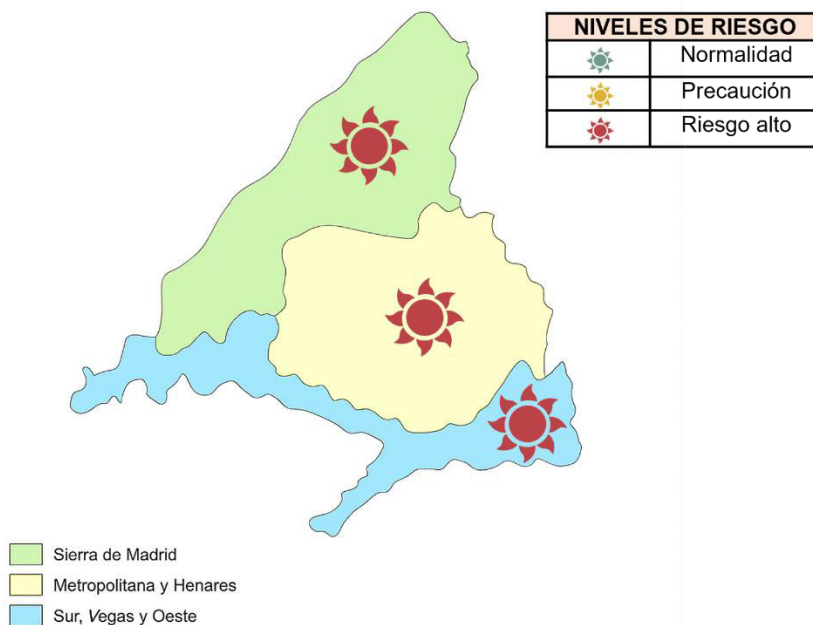 NIVELES DE RIESGO
Normalidad
Precaución
Riesgo alto
Sierra de Madrid
Metropolitana y Henares
Sur, Vegas y Oeste